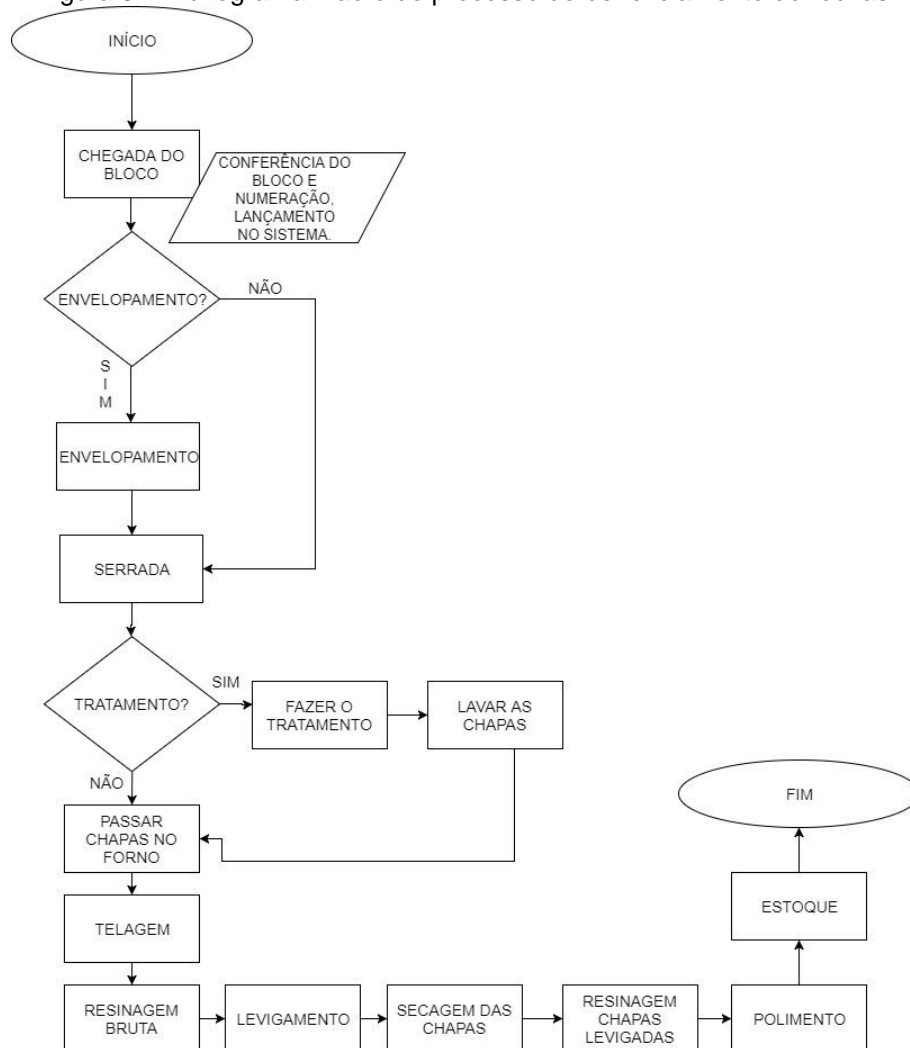 INÍCIO
CHEGADA DO
BLOCO
CONFERÊNCIA DO
BLOCO E
NUMERAÇÃO,
LANÇAMENTO
NO SISTEMA.
ENVELOPAMENTO?
NÃO
S
I
M
ENVELOPAMENTO
SERRADA
TRATAMENTO?
SIM
FAZER O
TRATAMENTO
LAVAR AS
CHAPAS
NÃO
PASSAR
CHAPAS NO
FORNO
TELAGEM
RESINAGEM
BRUTA
LEVIGAMENTO
SECAGEM DAS
CHAPAS
RESINAGEM
CHAPAS
LEVIGADAS
POLIMENTO
ESTOQUE
FIM